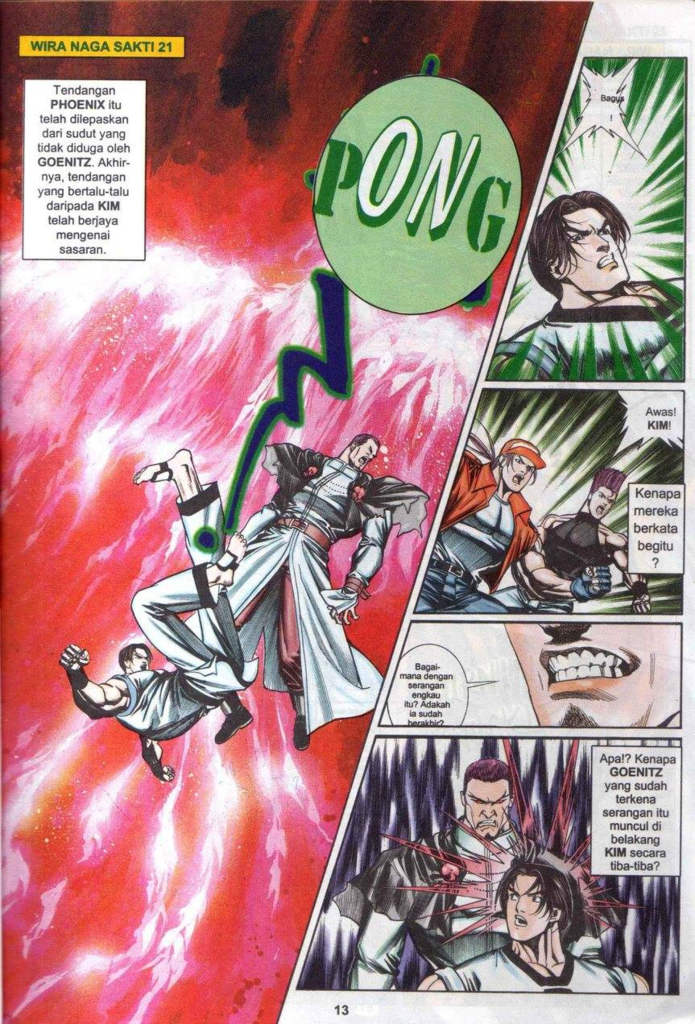 WIRA NAGA SAKTI 21
Tendangan
PHOENIX itu
telah dilepaskan
dari sudut yang
tidak diduga oleh
GOENITZ. Akhir-
nya, tendangan
yang bertalu-talu
daripada KIM
telah berjaya
mengenai
sasaran.
PONG
Bagus
!
Awas!
KIM!
Kenapa
mereka
berkata
begitu
?
Bagai-
mana dengan
serangan
engkau
itu? Adakah
ia sudah
berakhir?
Apa!? Kenapa
GOENITZ
yang sudah
terkena
serangan itu
muncul di
belakang
KIM secara
tiba-tiba?
13